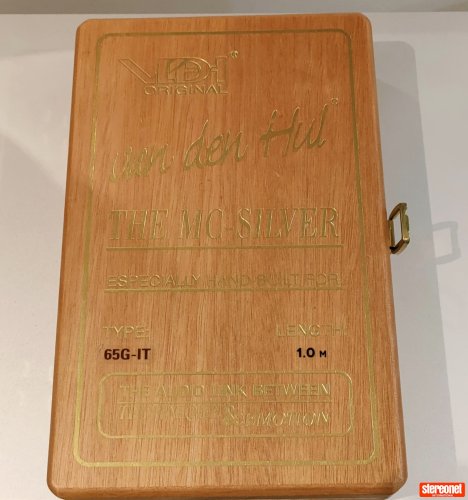 VDH®
ORIGINAL
van den Hul®
THE MC-SILVER
ESPECIALLY HAND-BUILT FOR
TYPE: LENGTH
65G-IT 1.0 M
THE AUDIO LINK BETWEEN
& EMOTION
stereonet